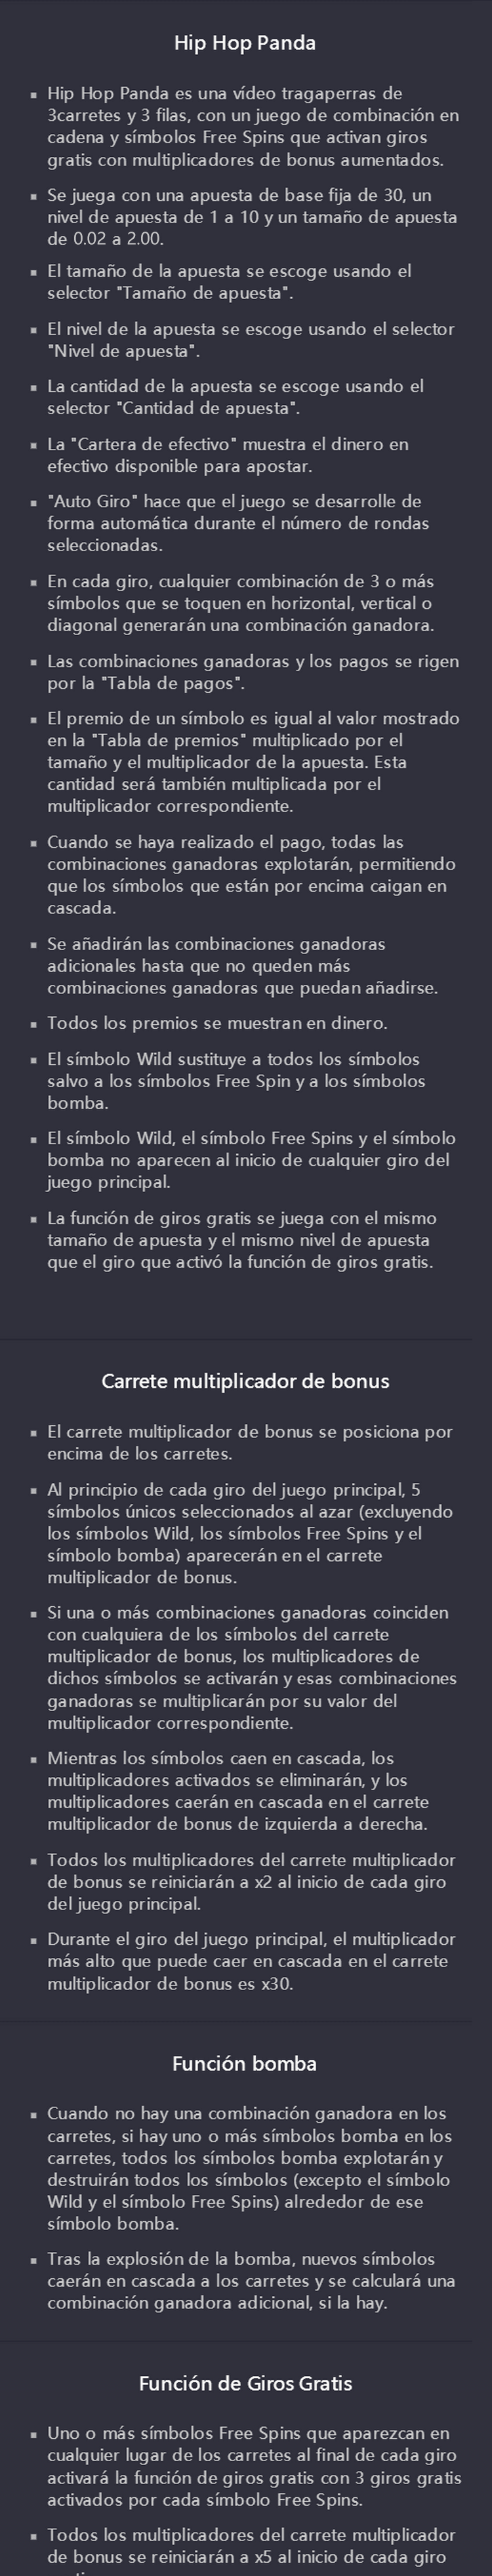 Hip Hop Panda
▪ Hip Hop Panda es una vídeo tragaperras de
3carretes y 3 filas, con un juego de combinación en
cadena y símbolos Free Spins que activan giros
gratis con multiplicadores de bonus aumentados.
▪ Se juega con una apuesta de base fija de 30, un
nivel de apuesta de 1 a 10 y un tamaño de apuesta
de 0.02 a 2.00.
▪ El tamaño de la apuesta se escoge usando el
selector "Tamaño de apuesta".
▪ El nivel de la apuesta se escoge usando el selector
"Nivel de apuesta".
▪ La cantidad de la apuesta se escoge usando el
selector "Cantidad de apuesta".
▪ La "Cartera de efectivo" muestra el dinero en
efectivo disponible para apostar.
▪ "Auto Giro" hace que el juego se desarrolle de
forma automática durante el número de rondas
seleccionadas.
▪ En cada giro, cualquier combinación de 3 o más
símbolos que se toquen en horizontal, vertical o
diagonal generarán una combinación ganadora.
▪ Las combinaciones ganadoras y los pagos se rigen
por la "Tabla de pagos".
▪ El premio de un símbolo es igual al valor mostrado
en la "Tabla de premios" multiplicado por el
tamaño y el multiplicador de la apuesta. Esta
cantidad será también multiplicada por el
multiplicador correspondiente.
▪ Cuando se haya realizado el pago, todas las
combinaciones ganadoras explotarán, permitiendo
que los símbolos que están por encima caigan en
cascada.
▪ Se añadirán las combinaciones ganadoras
adicionales hasta que no queden más
combinaciones ganadoras que puedan añadirse.
▪ Todos los premios se muestran en dinero.
▪ El símbolo Wild sustituye a todos los símbolos
salvo a los símbolos Free Spin y a los símbolos
bomba.
▪ El símbolo Wild, el símbolo Free Spins y el símbolo
bomba no aparecen al inicio de cualquier giro del
juego principal.
▪ La función de giros gratis se juega con el mismo
tamaño de apuesta y el mismo nivel de apuesta
que el giro que activó la función de giros gratis.
Carrete multiplicador de bonus
▪ El carrete multiplicador de bonus se posiciona por
encima de los carretes.
▪ Al principio de cada giro del juego principal, 5
símbolos únicos seleccionados al azar (excluyendo
los símbolos Wild, los símbolos Free Spins y el
símbolo bomba) aparecerán en el carrete
multiplicador de bonus.
▪ Si una o más combinaciones ganadoras coinciden
con cualquiera de los símbolos del carrete
multiplicador de bonus, los multiplicadores de
dichos símbolos se activarán y esas combinaciones
ganadoras se multiplicarán por su valor del
multiplicador correspondiente.
▪ Mientras los símbolos caen en cascada, los
multiplicadores activados se eliminarán, y los
multiplicadores caerán en cascada en el carrete
multiplicador de bonus de izquierda a derecha.
▪ Todos los multiplicadores del carrete multiplicador
de bonus se reiniciarán a x2 al inicio de cada giro
del juego principal.
▪ Durante el giro del juego principal, el multiplicador
más alto que puede caer en cascada en el carrete
multiplicador de bonus es x30.
Función bomba
▪ Cuando no hay una combinación ganadora en los
carretes, si hay uno o más símbolos bomba en los
carretes, todos los símbolos bomba explotarán y
destruirán todos los símbolos (excepto el símbolo
Wild y el símbolo Free Spins) alrededor de ese
símbolo bomba.
▪ Tras la explosión de la bomba, nuevos símbolos
caerán en cascada a los carretes y se calculará una
combinación ganadora adicional, si la hay.
Función de Giros Gratis
▪ Uno o más símbolos Free Spins que aparezcan en
cualquier lugar de los carretes al final de cada giro
activará la función de giros gratis con 3 giros gratis
activados por cada símbolo Free Spins.
▪ Todos los multiplicadores del carrete multiplicador
de bonus se reiniciarán a x5 al inicio de cada giro